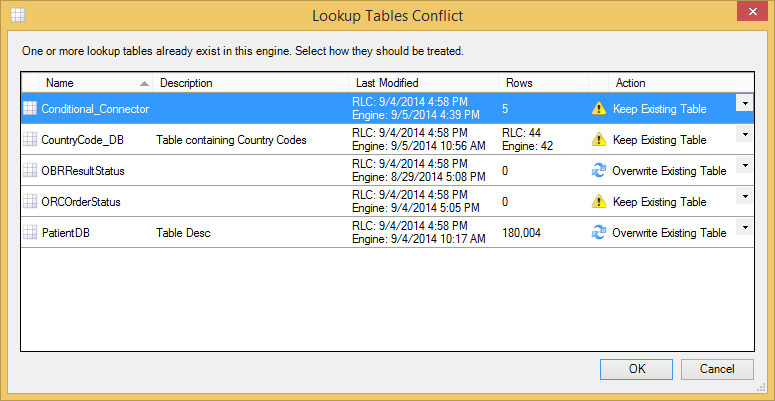 Lookup Tables Conflict
One or more lookup tables already exist in this engine. Select how they should be treated.
Name Description Last Modified Rows Action
Conditional_Connector RLC: 9/4/2014 4:58 PM 5 Keep Existing Table
Engine: 9/5/2014 4:39 PM
CountryCode_DB Table containing Country Codes RLC: 9/4/2014 4:58 PM RLC: 44 Keep Existing Table
Engine: 9/5/2014 10:56 AM Engine: 42
OBRResultStatus RLC: 9/4/2014 4:58 PM 0 Overwrite Existing Table
Engine: 8/29/2014 5:08 PM
ORCOrderStatus RLC: 9/4/2014 4:58 PM 0 Keep Existing Table
Engine: 9/4/2014 5:05 PM
PatientDB Table Desc RLC: 9/4/2014 4:58 PM 180,004 Overwrite Existing Table
Engine: 9/4/2014 10:17 AM
OK Cancel